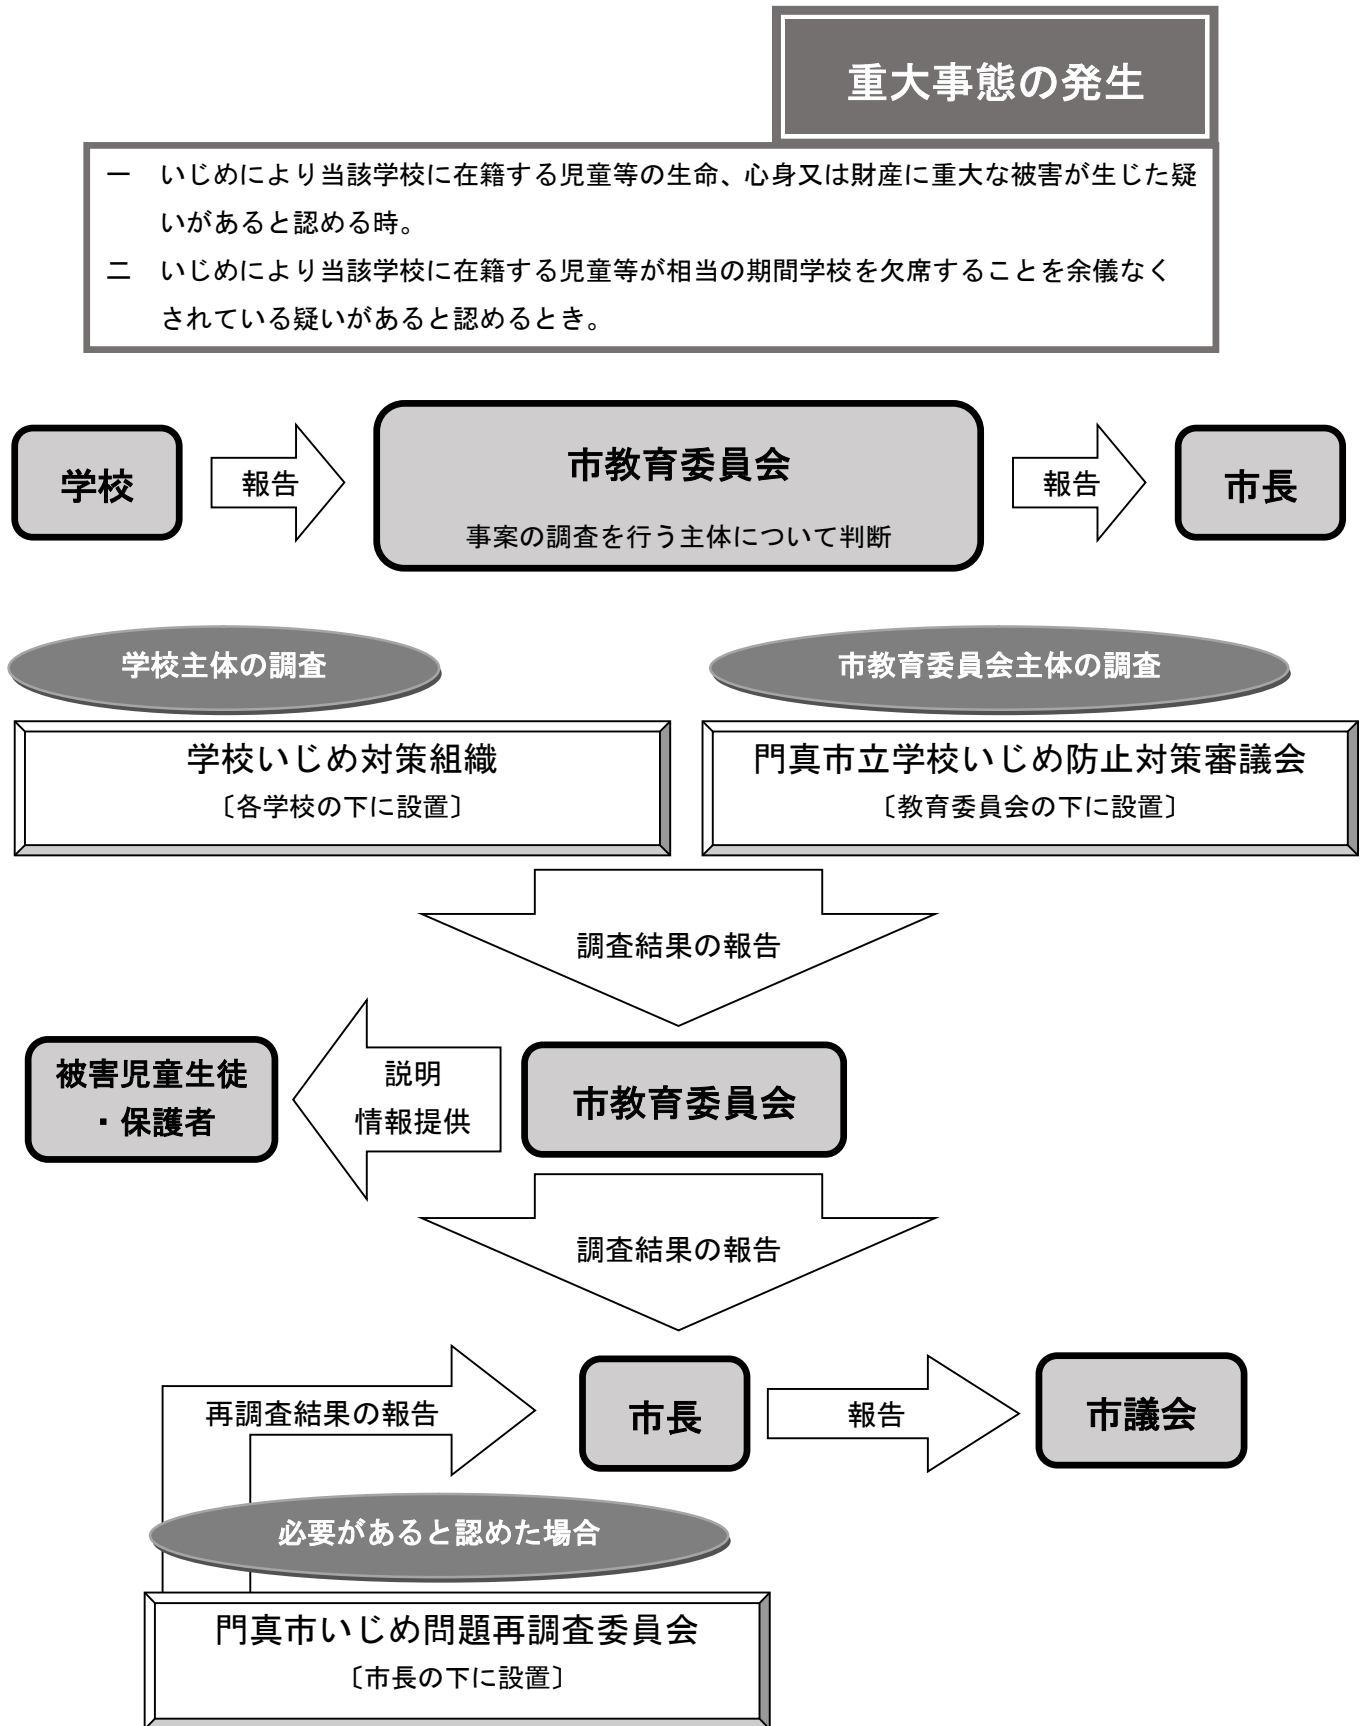 重大事態の発生
一　いじめにより当該学校に在籍する児童等の生命、心身又は財産に重大な被害が生じた疑
いがあると認める時。
二　いじめにより当該学校に在籍する児童等が相当の期間学校を欠席することを余儀なく
されている疑いがあると認めるとき。
学校
報告
市教育委員会
事案の調査を行う主体について判断
報告
市長
学校主体の調査
市教育委員会主体の調査
学校いじめ対策組織
〔各学校の下に設置〕
門真市立学校いじめ防止対策審議会
〔教育委員会の下に設置〕
調査結果の報告
被害児童生徒
・保護者
説明
情報提供
市教育委員会
調査結果の報告
再調査結果の報告
市長
報告
市議会
必要があると認めた場合
門真市いじめ問題再調査委員会
〔市長の下に設置〕